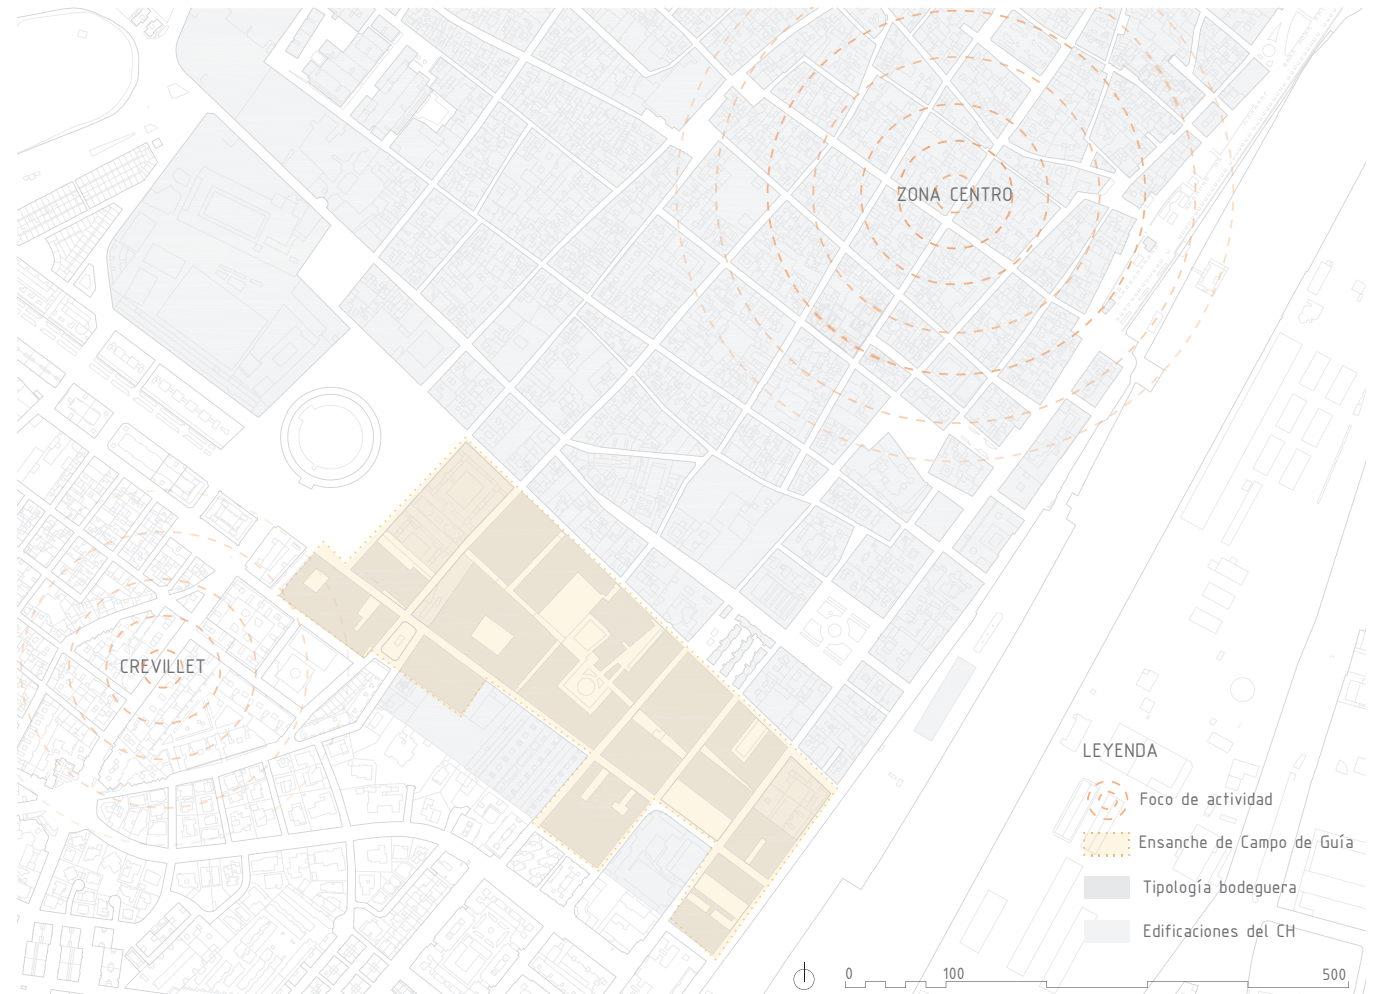 ZONA CENTRO
CREVILLET
LEYENDA
Foco de actividad
Ensanche de Campo de Guía
Tipología bodeguera
Edificaciones del CH
0 100 500